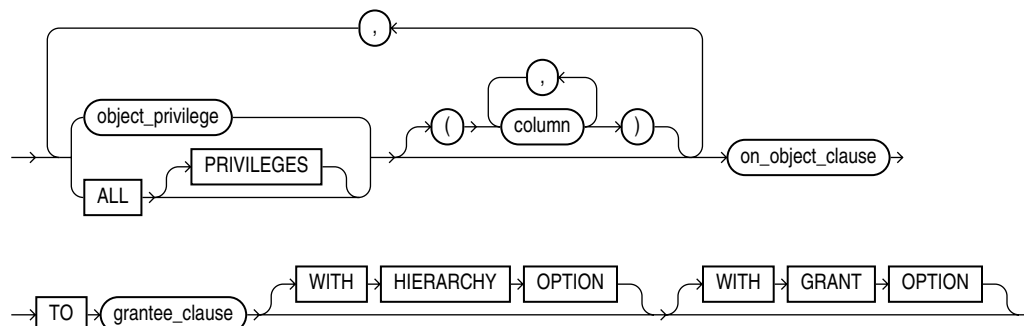 ,
,
object_privilege ( column )
PRIVILEGES on_object_clause
ALL
WITH HIERARCHY OPTION WITH GRANT OPTION
TO grantee_clause